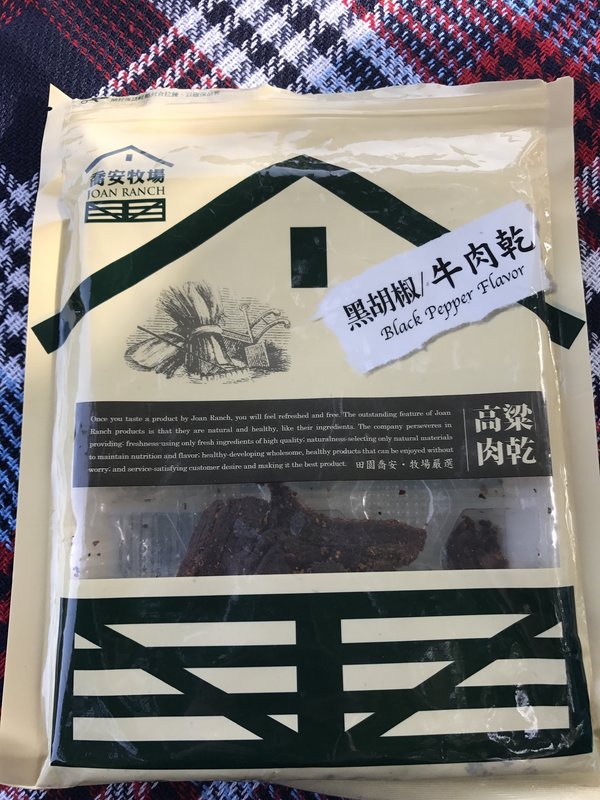 喬安牧場
JOAN RANCH
黑胡椒/牛肉乾
Black Pepper Flavor
Once you taste a product by Joan Ranch, you will feel refreshed and free. The outstanding feature of Joan
Ranch products is that they are natural and healthy, like their ingredients. The company perseveres in
providing: freshness-using only fresh ingredients of high quality; naturalness-selecting only natural materials
to maintain nutrition and flavor; healthy-developing wholesome, healthy products that can be enjoyed without
worry; and service-satisfying customer desire and making it the best product. 田園喬安・牧場嚴選
高粱
肉乾